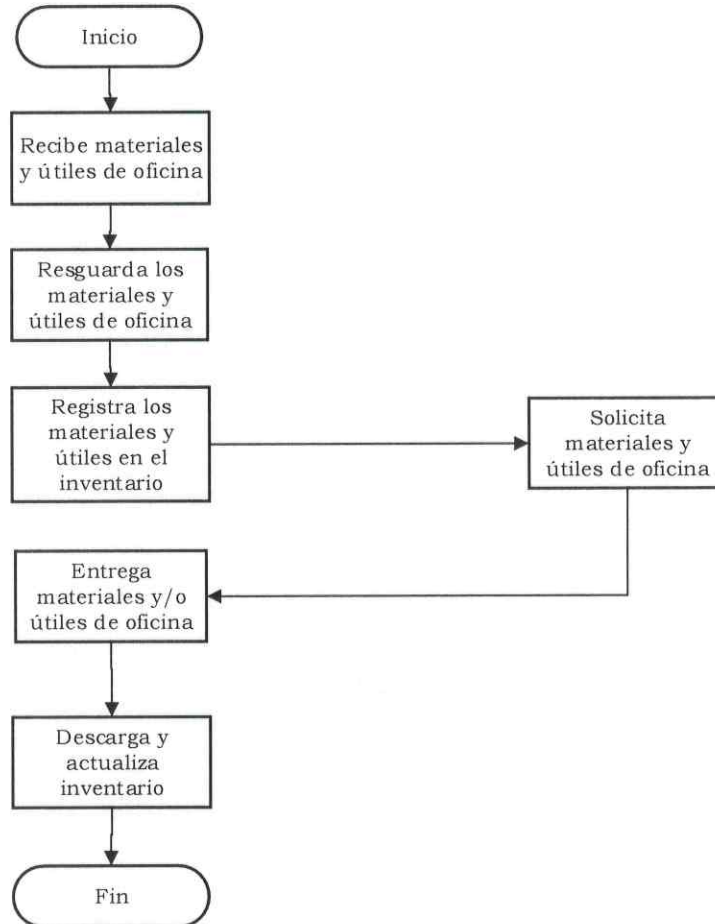 Inicio
Recibe materiales
y útiles de oficina
Resguarda los
materiales y
útiles de oficina
Registra los
materiales y
útiles en el
inventario
Solicita
materiales y
útiles de oficina
Entrega
materiales y/o
útiles de oficina
Descarga y
actualiza
inventario
Fin